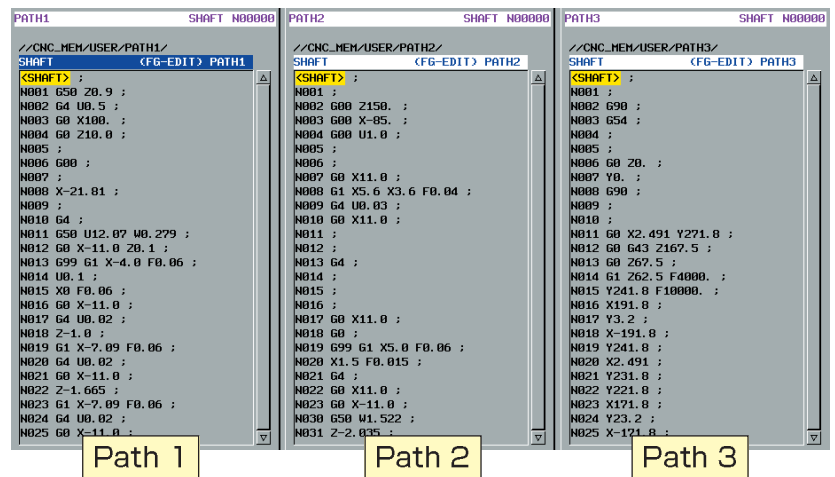 PATH1 SHAFT N00000
//CNC_MEM/USER/PATH1/
SHAFT (FG-EDIT) PATH1
<SHAFT> ;
N001 G50 Z0.9 ;
N002 G4 U0.5 ;
N003 G0 X100. ;
N004 G0 Z10.0 ;
N005 ;
N006 G00 ;
N007 ;
N008 X-21.81 ;
N009 ;
N010 G4 ;
N011 G50 U12.07 W0.279 ;
N012 G0 X-11.0 Z0.1 ;
N013 G99 G1 X-4.0 F0.06 ;
N014 U0.1 ;
N015 X0 F0.06 ;
N016 G0 X-11.0 ;
N017 G4 U0.02 ;
N018 Z-1.0 ;
N019 G1 X-7.09 F0.06 ;
N020 G4 U0.02 ;
N021 G0 X-11.0 ;
N022 Z-1.665 ;
N023 G1 X-7.09 F0.06 ;
N024 G4 U0.02 ;
N025 G0 X-11.0 ;
Path 1
PATH2 SHAFT N00000
//CNC_MEM/USER/PATH2/
SHAFT (FG-EDIT) PATH2
<SHAFT> ;
N001 ;
N002 G00 Z150. ;
N003 G00 X-85. ;
N004 G00 U1.0 ;
N005 ;
N006 ;
N007 G0 X11.0 ;
N008 G1 X5.6 X3.6 F0.04 ;
N009 G4 U0.03 ;
N010 G0 X11.0 ;
N011 ;
N012 ;
N013 G4 ;
N014 ;
N015 ;
N016 ;
N017 G0 X11.0 ;
N018 G0 ;
N019 G99 G1 X5.0 F0.06 ;
N020 X1.5 F0.015 ;
N021 G4 ;
N022 G0 X11.0 ;
N023 G0 X-11.0 ;
N030 G50 W1.522 ;
N031 Z-2.035 ;
Path 2
PATH3 SHAFT N00000
//CNC_MEM/USER/PATH3/
SHAFT (FG-EDIT) PATH3
<SHAFT> ;
N001 ;
N002 G90 ;
N003 G54 ;
N004 ;
N005 ;
N006 G0 Z0. ;
N007 Y0. ;
N008 G90 ;
N009 ;
N010 ;
N011 G0 X2.491 Y271.8 ;
N012 G0 G43 Z167.5 ;
N013 G0 Z67.5 ;
N014 G1 Z62.5 F4000. ;
N015 Y241.8 F10000. ;
N016 X191.8 ;
N017 Y3.2 ;
N018 X-191.8 ;
N019 Y241.8 ;
N020 X2.491 ;
N021 Y231.8 ;
N022 Y221.8 ;
N023 X171.8 ;
N024 Y23.2 ;
N025 X-171.8 ;
Path 3